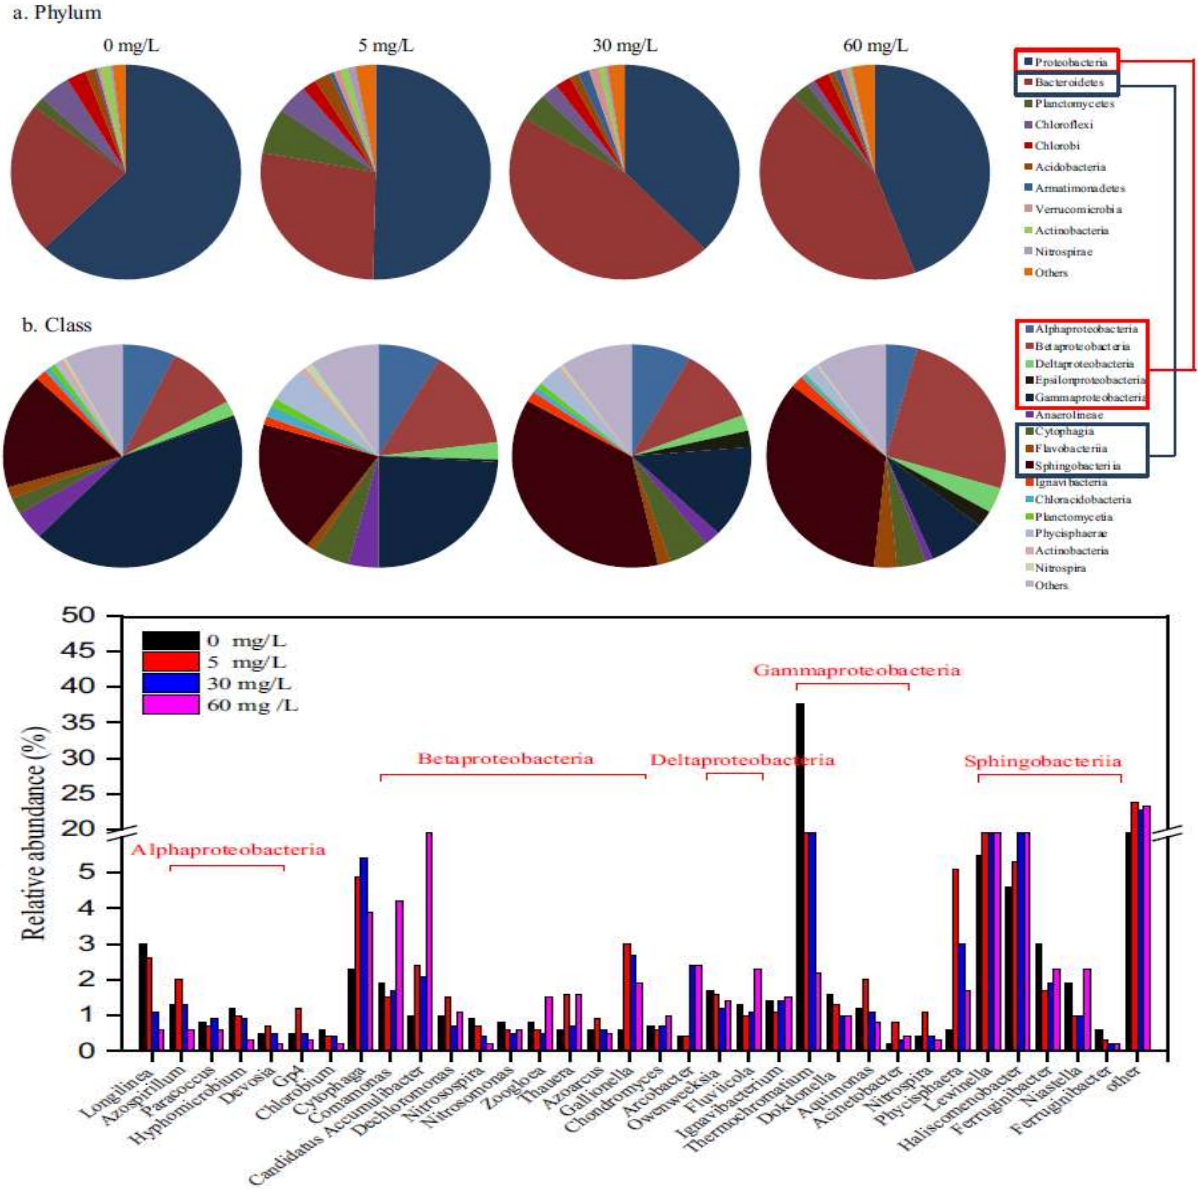 a. Phylum
0 mg/L
5 mg/L
30 mg/L
60 mg/L
Proteobacteria
Bacteroidetes
Planctomycetes
Chloroflexi
Chlorobi
Acidobacteria
Armatimonadetes
Verrucomicrobia
Actinobacteria
Nitrospirae
Others
b. Class
Alphaproteobacteria
Betaproteobacteria
Deltaproteobacteria
Epsilonproteobacteria
Gammaproteobacteria
Anaerolineae
Cytophagia
Flavobacteriia
Sphingobacteriia
Ignavibacteria
Chloracidobacteria
Planctomycetia
Phycisphaerae
Actinobacteria
Nitrospira
Others
Relative abundance (%)
50
45
40
35
30
25
20
5
4
3
2
1
0
0 mg/L
5 mg/L
30 mg/L
60 mg /L
Alphaproteobacteria
Betaproteobacteria
Deltaproteobacteria
Gammaproteobacteria
Sphingobacteriia
Longilinea
Azospirillum
Paracoccus
Hyphomicrobium
Devosia
Gp4
Chlorobium
Cytophaga
Comamonas
Candidatus Accumulibacter
Dechloromonas
Nitrosospira
Nitrosomonas
Zoogloea
Thauera
Azoarcus
Gallionella
Chondromyces
Arcobacter
Owenweeksia
Fluviicola
Ignavibacterium
Thermochromatium
Dokdonella
Aquimonas
Acinetobacter
Nitrospira
Phycisphaera
Lewinella
Haliscomenobacter
Ferruginibacter
Niastella
Ferruginibacter
other